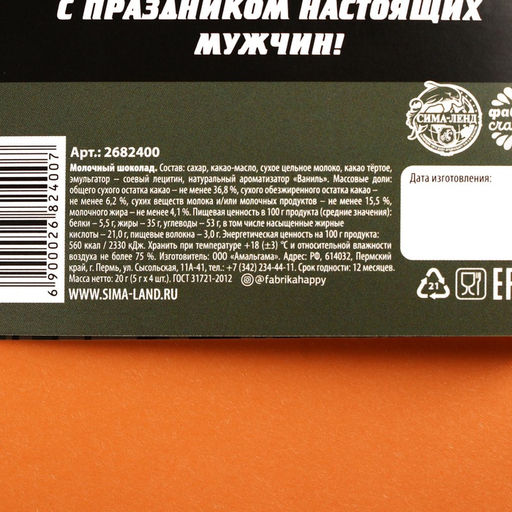 С ПРАЗДНИКОМ НАСТОЯЩИХ
МУЖЧИН!
СИМА-ЛЕНД
Арт.: 2682400
Молочный шоколад. Состав: сахар, какао-масло, сухое цельное молоко, какао тёртое,
эмульгатор – соевый лецитин, натуральный ароматизатор «Ваниль». Массовые доли:
общего сухого остатка какао – не менее 36,8 %, сухого обезжиренного остатка какао –
не менее 6,2 %, сухих веществ молока и/или молочных продуктов – не менее 15,5 %,
молочного жира – не менее 4,1 %. Пищевая ценность в 100 г продукта (средние значения):
белки – 5,5 г, жиры – 35 г, углеводы – 53 г, в том числе насыщенные жирные
кислоты – 21,0 г, пищевые волокна – 3,0 г. Энергетическая ценность на 100 г продукта:
560 ккал / 2330 кДж. Хранить при температуре +18 (±3) °С и относительной влажности
воздуха не более 75 %. Изготовитель: ООО «Амальгама». Адрес: РФ, 614032, Пермский
край, г. Пермь, ул. Сысольская, 11А-41, тел.: +7 (342) 234-44-11. Срок годности: 12 месяцев.
Масса нетто: 20 г (5 г х 4 шт.). ГОСТ 31721-2012
@fabrikahappy
WWW.SIMA-LAND.RU
6 900026 824007
Дата изготовления:
21